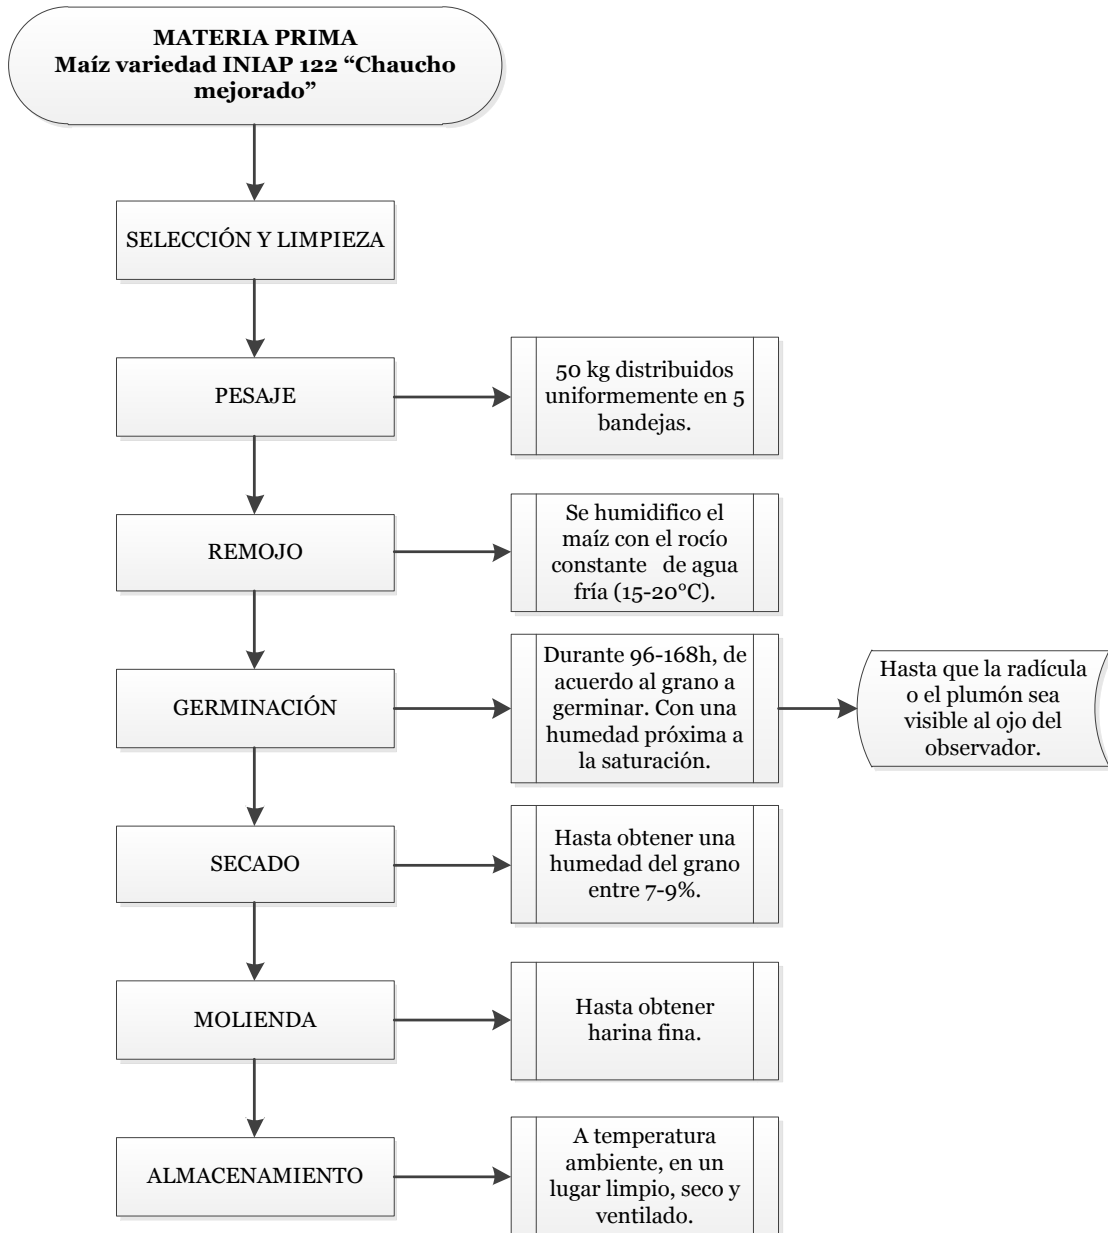 MATERIA PRIMA
Maíz variedad INIAP 122 “Chaucho
mejorado”
SELECCIÓN Y LIMPIEZA
PESAJE
50 kg distribuidos
uniformemente en 5
bandejas.
REMOJO
Se humidifico el
maíz con el rocío
constante de agua
fría (15-20°C).
GERMINACIÓN
Durante 96-168h, de
acuerdo al grano a
germinar. Con una
humedad próxima a
la saturación.
Hasta que la radícula
o el plumón sea
visible al ojo del
observador.
SECADO
Hasta obtener una
humedad del grano
entre 7-9%.
MOLIENDA
Hasta obtener
harina fina.
ALMACENAMIENTO
A temperatura
ambiente, en un
lugar limpio, seco y
ventilado.